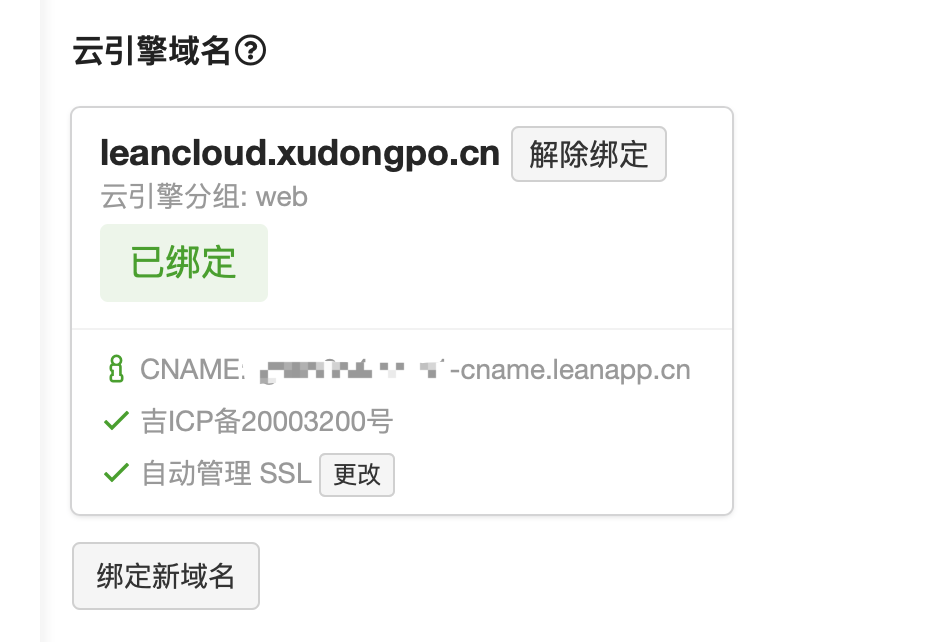 云引擎域名?
leancloud.xudongpo.cn 解除绑定
云引擎分组: web
已绑定
CNAME: -cname.leanapp.cn
吉ICP备20003200号
自动管理 SSL 更改
绑定新域名